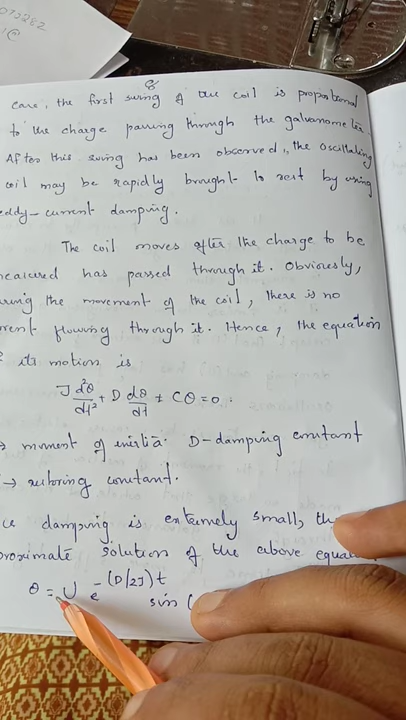 8
case, the first swing of the coil is proportional
to the charge passing through the galvanometer.
After this swing has been observed, the oscillating
coil may be rapidly brought to rest by using
eddy-current damping.
The coil moves after the charge to be
measured has passed through it. Obviously,
during the movement of the coil, there is no
current flowing through it. Hence, the equation
its motion is
J d²θ/dt² + D dθ/dt + Cθ = 0.
→ moment of inertia. D-damping constant
→ restoring constant.
damping is extremely small, the
approximate solution of the above equa
θ = U e^-(D/2J)t sin (